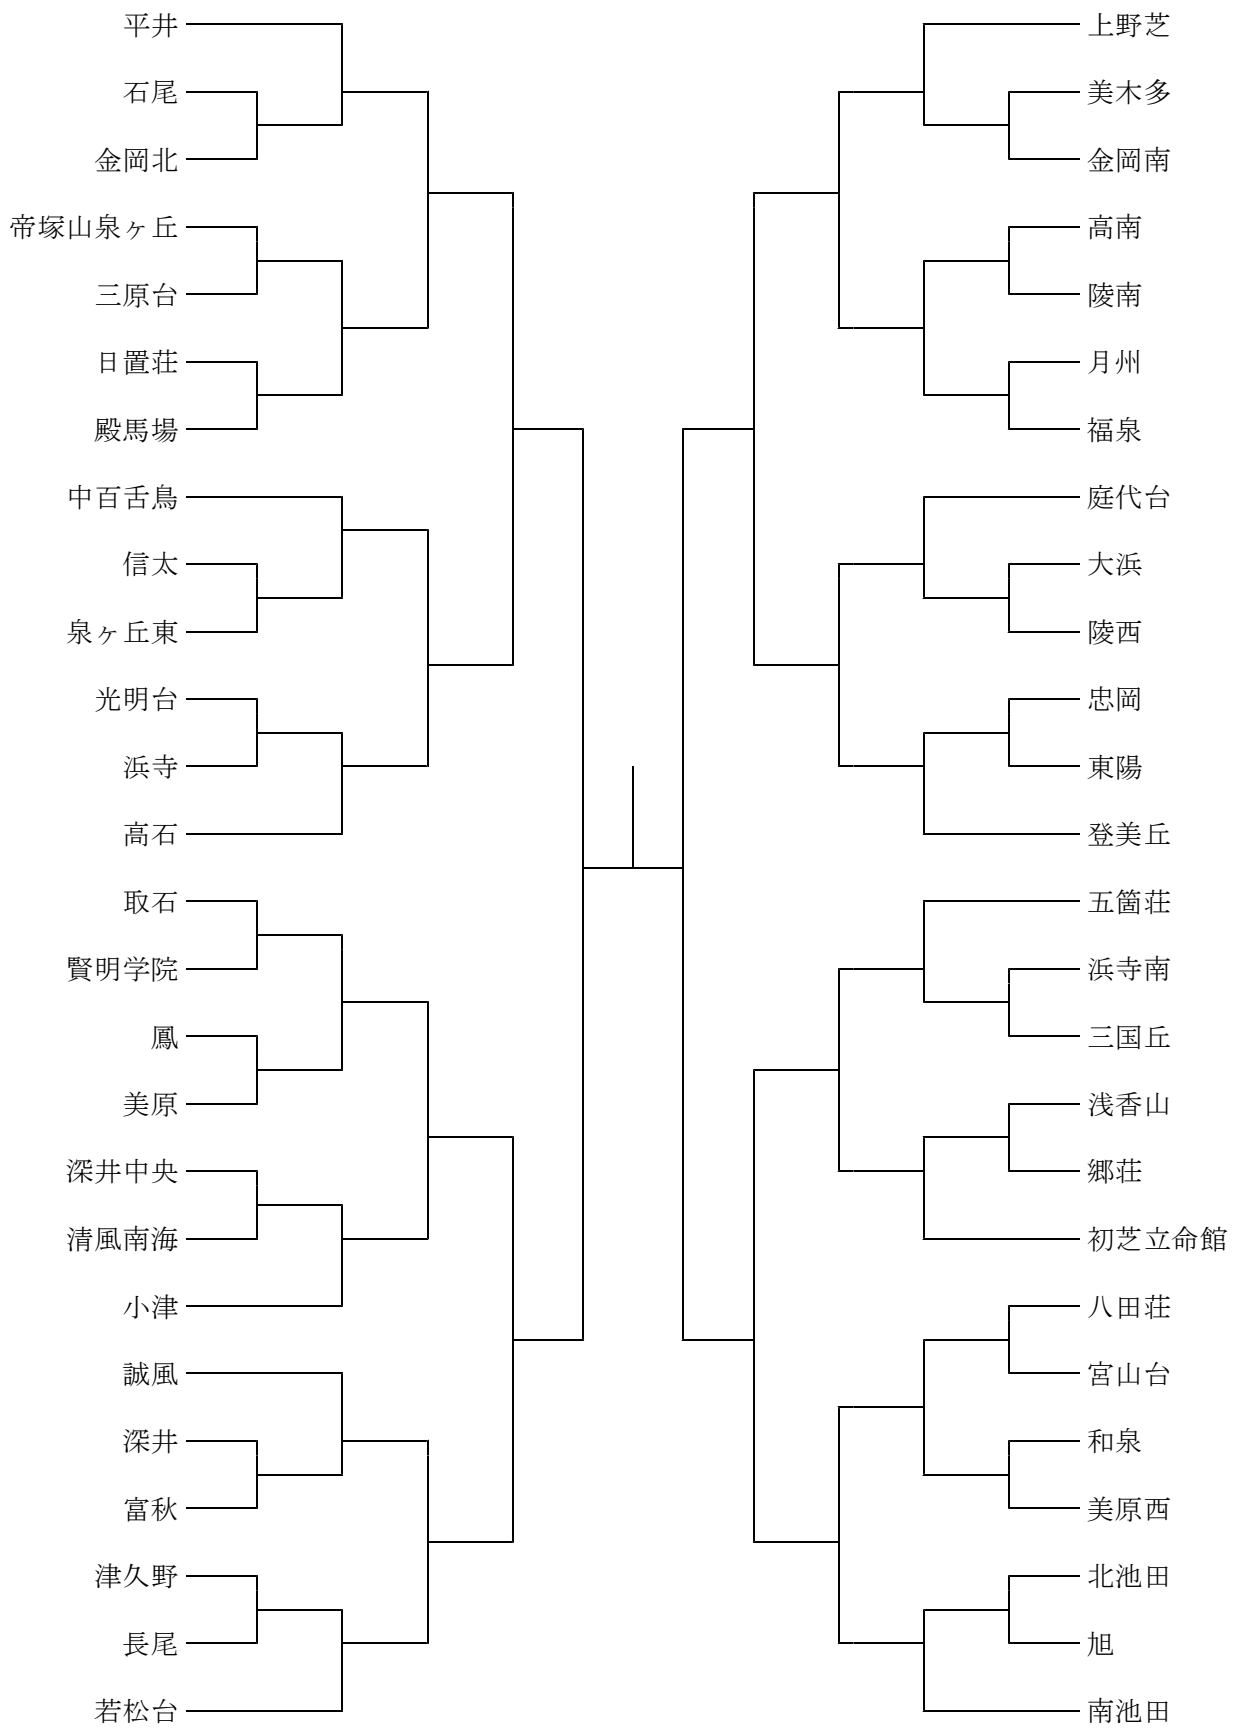 平井
石尾
金岡北
帝塚山泉ヶ丘
三原台
日置荘
殿馬場
中百舌鳥
信太
泉ヶ丘東
光明台
浜寺
高石
取石
賢明学院
鳳
美原
深井中央
清風南海
小津
誠風
深井
富秋
津久野
長尾
若松台
上野芝
美木多
金岡南
高南
陵南
月州
福泉
庭代台
大浜
陵西
忠岡
東陽
登美丘
五箇荘
浜寺南
三国丘
浅香山
郷荘
初芝立命館
八田荘
宮山台
和泉
美原西
北池田
旭
南池田